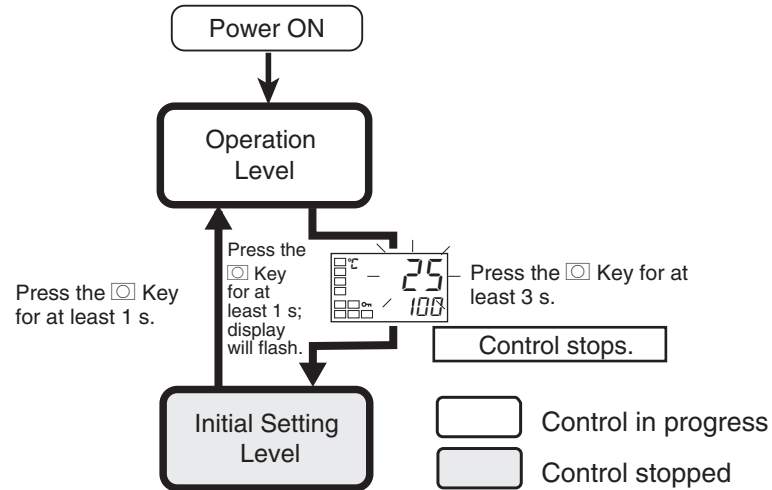 Power ON
Operation
Level
Press the
Key
for at
least 1 s;
display
will flash.
°C
25
100
Press the Key for at
least 3 s.
Press the Key
for at least 1 s.
Control stops.
Initial Setting
Level
Control in progress
Control stopped